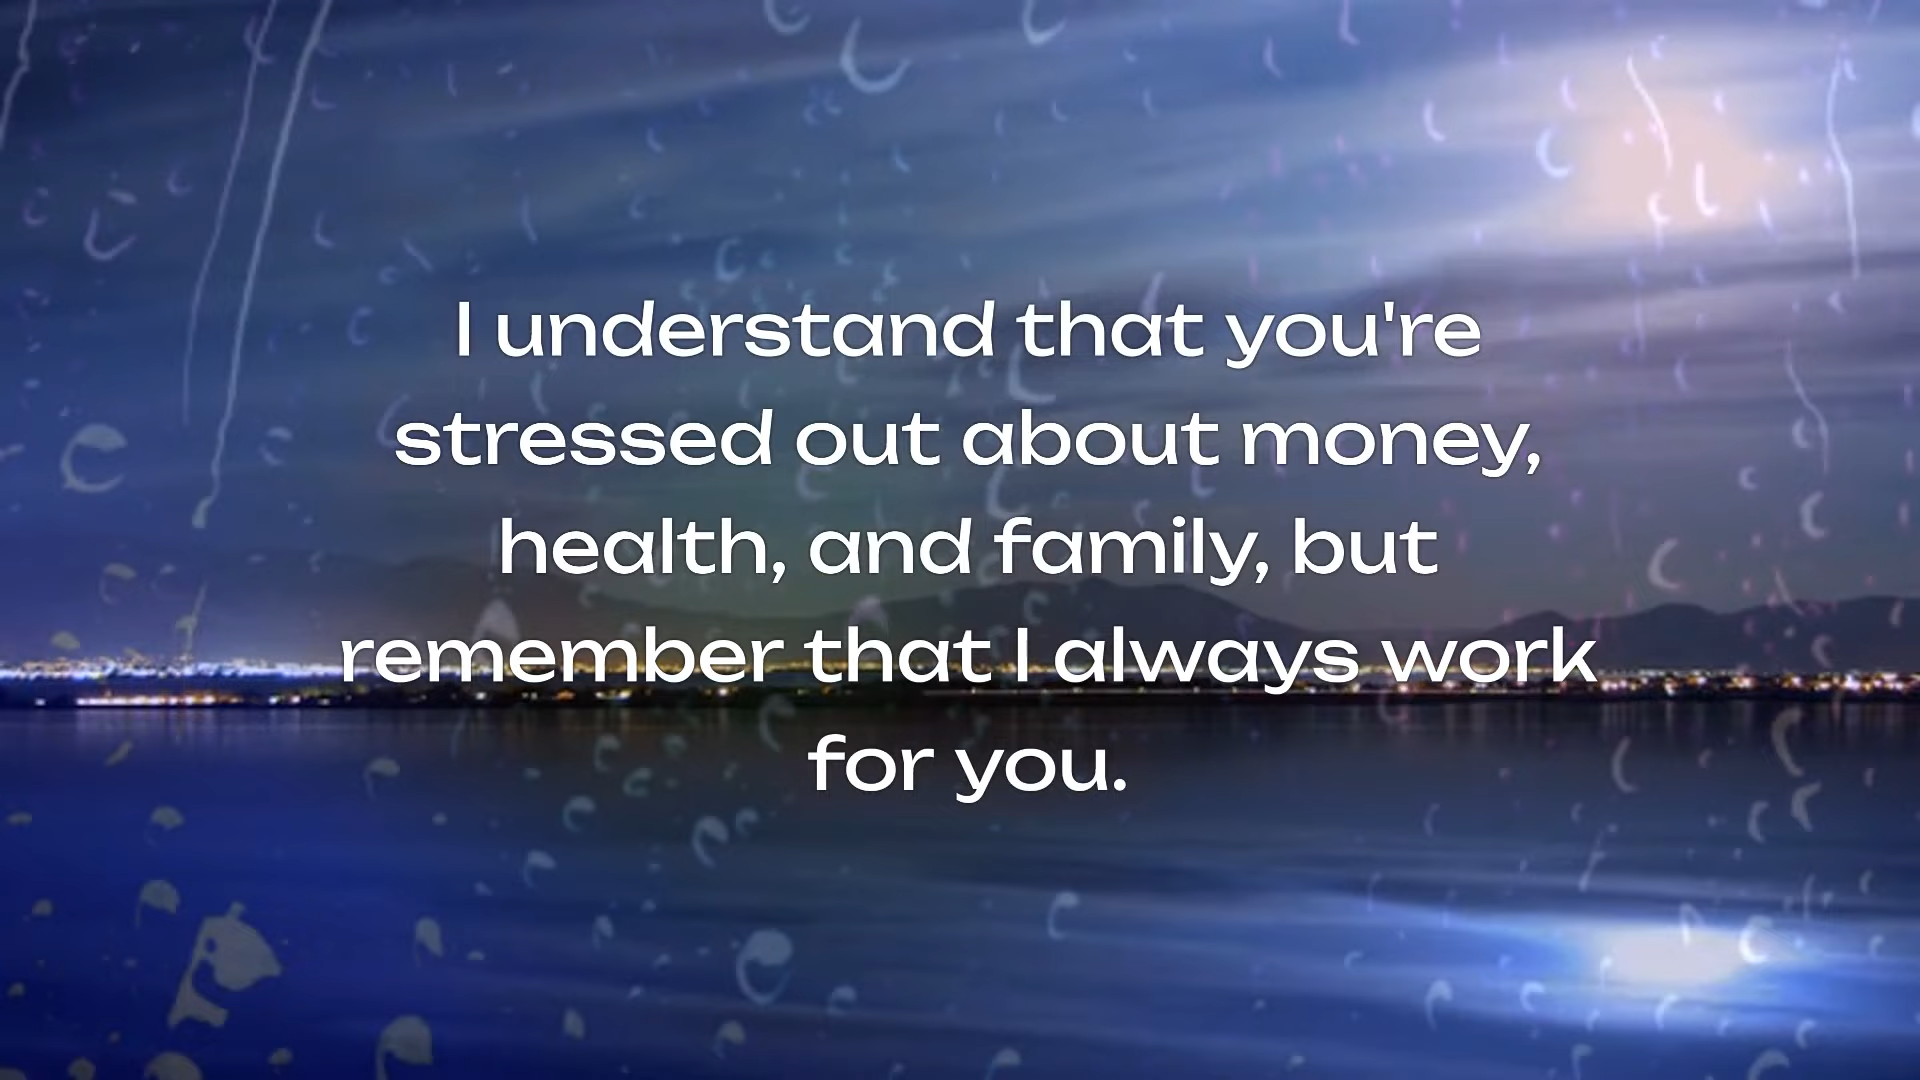 I understand that you're
stressed out about money,
health, and family, but
remember that I always work
for you.